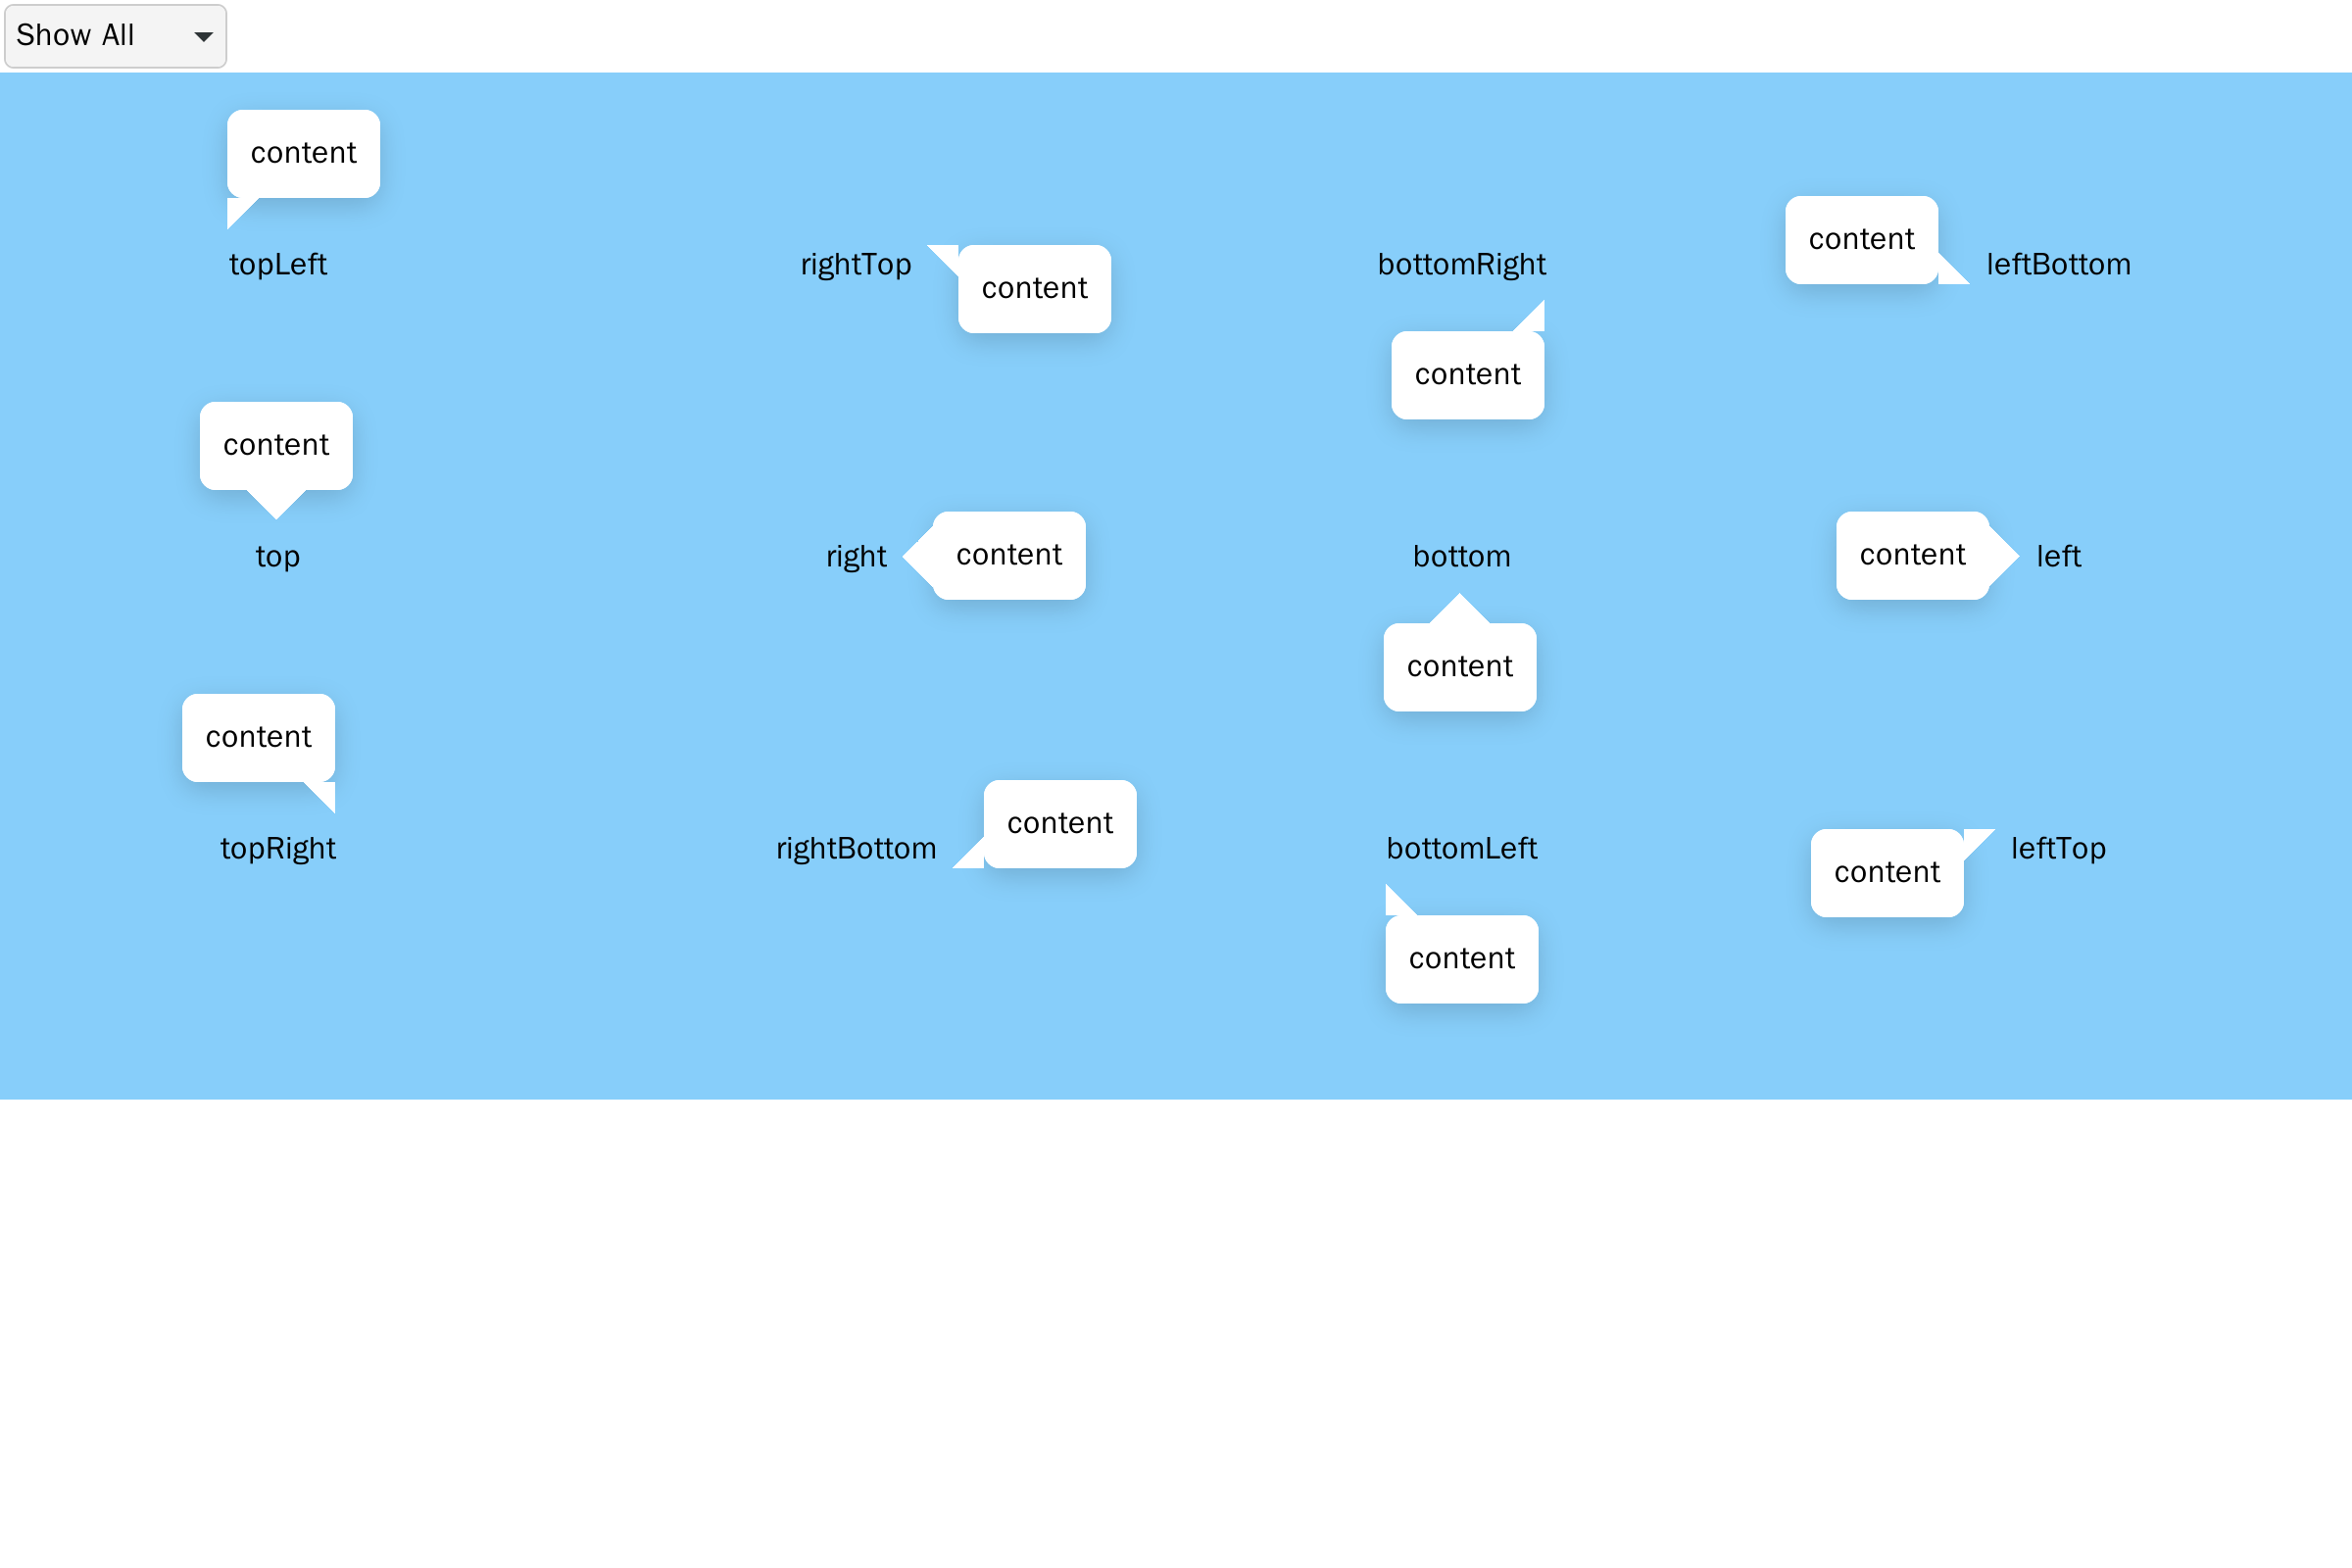 Show All
content
topLeft
rightTop
content
bottomRight
content
content
leftBottom
content
top
right
content
bottom
content
content
left
content
topRight
rightBottom
content
bottomLeft
content
content
leftTop